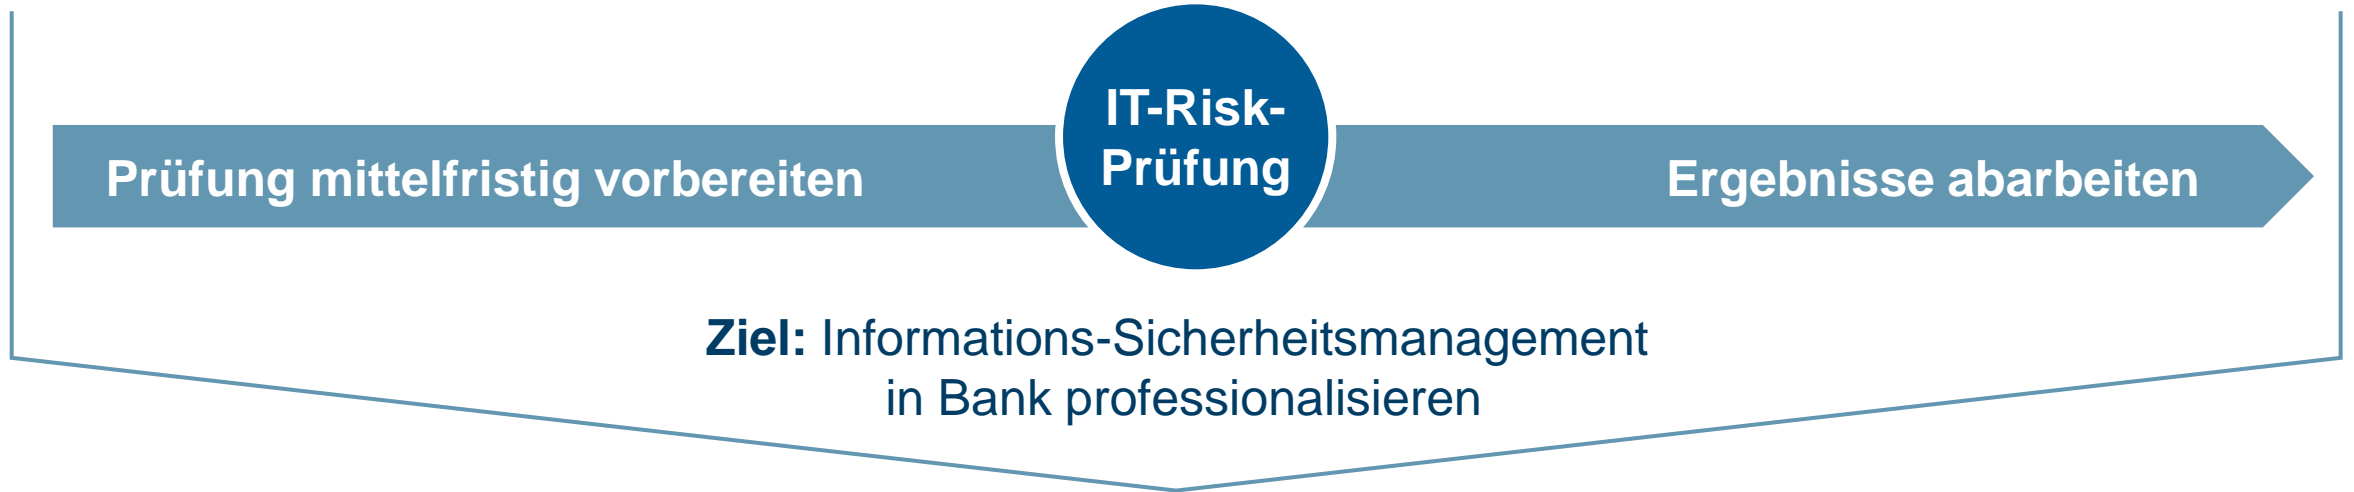 IT-Risk-
Prüfung
Prüfung mittelfristig vorbereiten
Ergebnisse abarbeiten
Ziel: Informations-Sicherheitsmanagement
in Bank professionalisieren